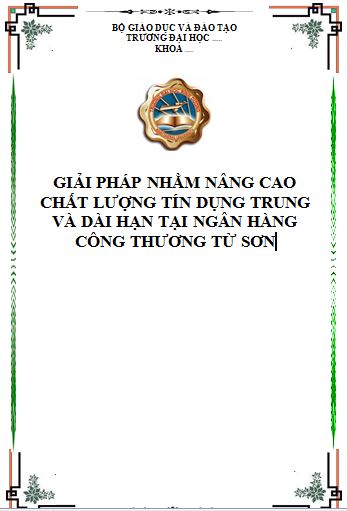 BỘ GIÁO DỤC VÀ ĐÀO TẠO
TRƯỜNG ĐẠI HỌC .....
KHOA ....
GIẢI PHÁP NHẰM NÂNG CAO
CHẤT LƯỢNG TÍN DỤNG TRUNG
VÀ DÀI HẠN TẠI NGÂN HÀNG
CÔNG THƯƠNG TỪ SƠN